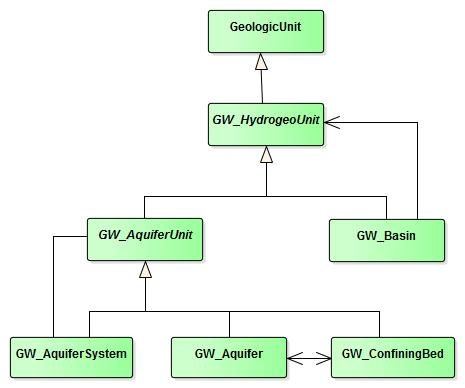 GeologicUnit
GW_HydrogeoUnit
GW_AquiferUnit
GW_Basin
GW_AquiferSystem
GW_Aquifer
GW_ConfiningBed